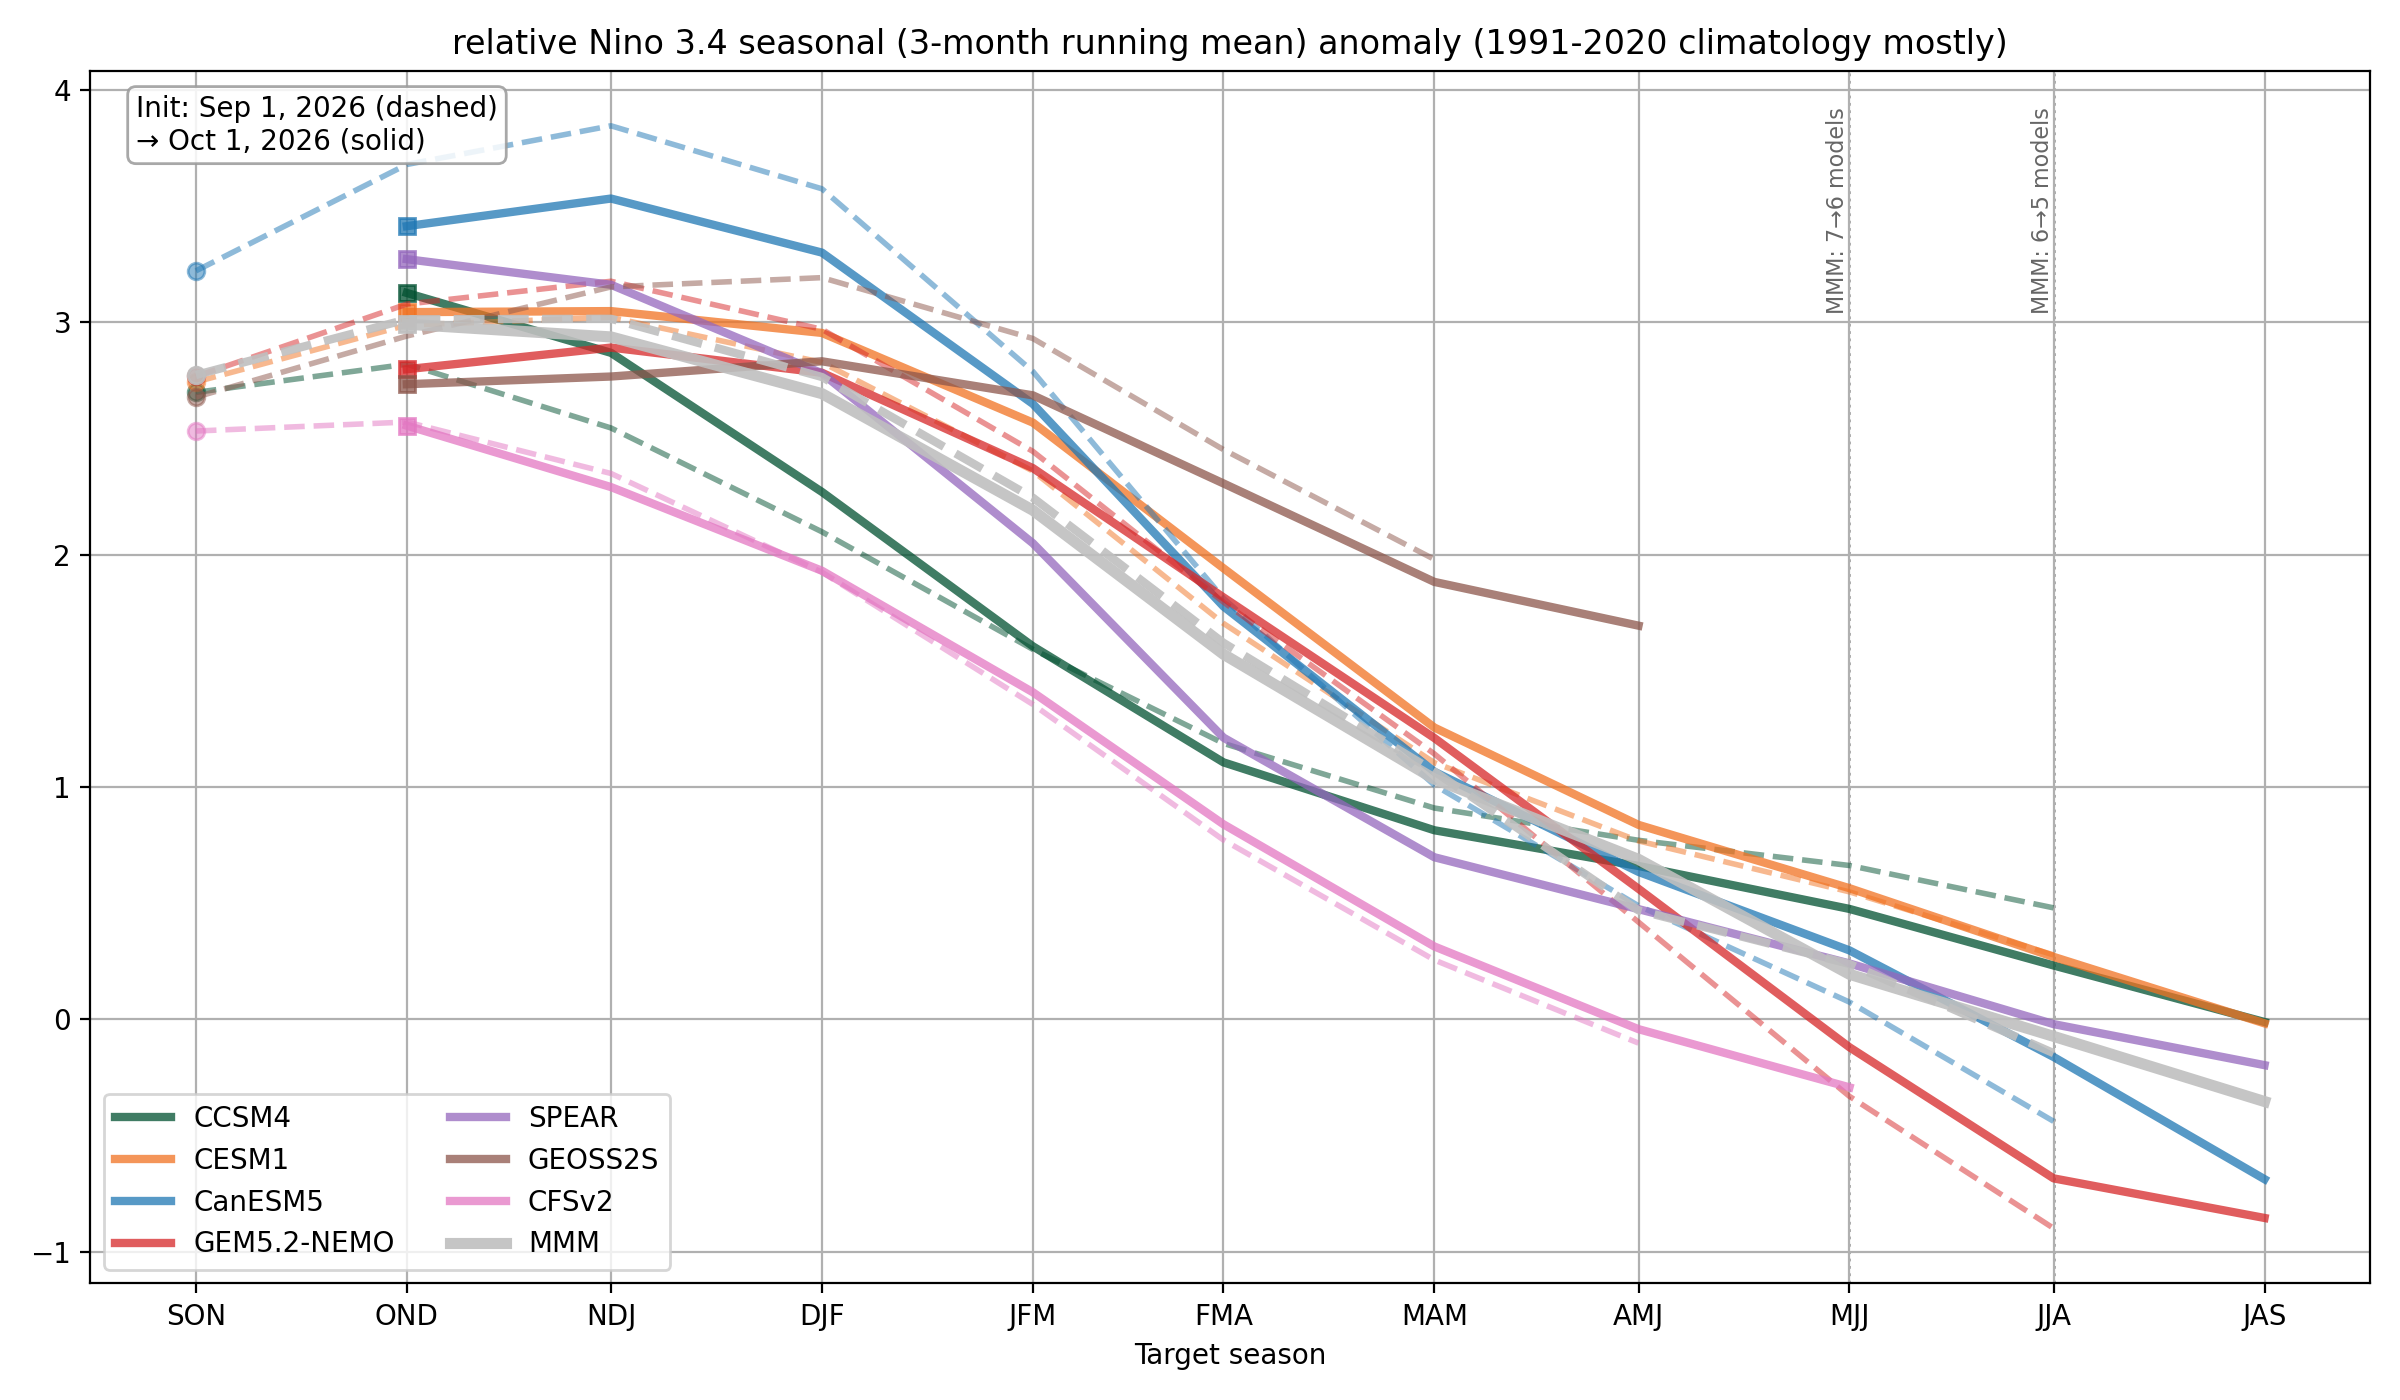 relative Nino 3.4 seasonal (3-month running mean) anomaly (1991-2020 climatology mostly)
Init: Sep 1, 2026 (dashed)
→ Oct 1, 2026 (solid)
MMM: 7→6 models
MMM: 6→5 models
4
3
2
1
0
−1
CCSM4
CESM1
CanESM5
GEM5.2-NEMO
SPEAR
GEOSS2S
CFSv2
MMM
SON OND NDJ DJF JFM FMA MAM AMJ MJJ JJA JAS
Target season